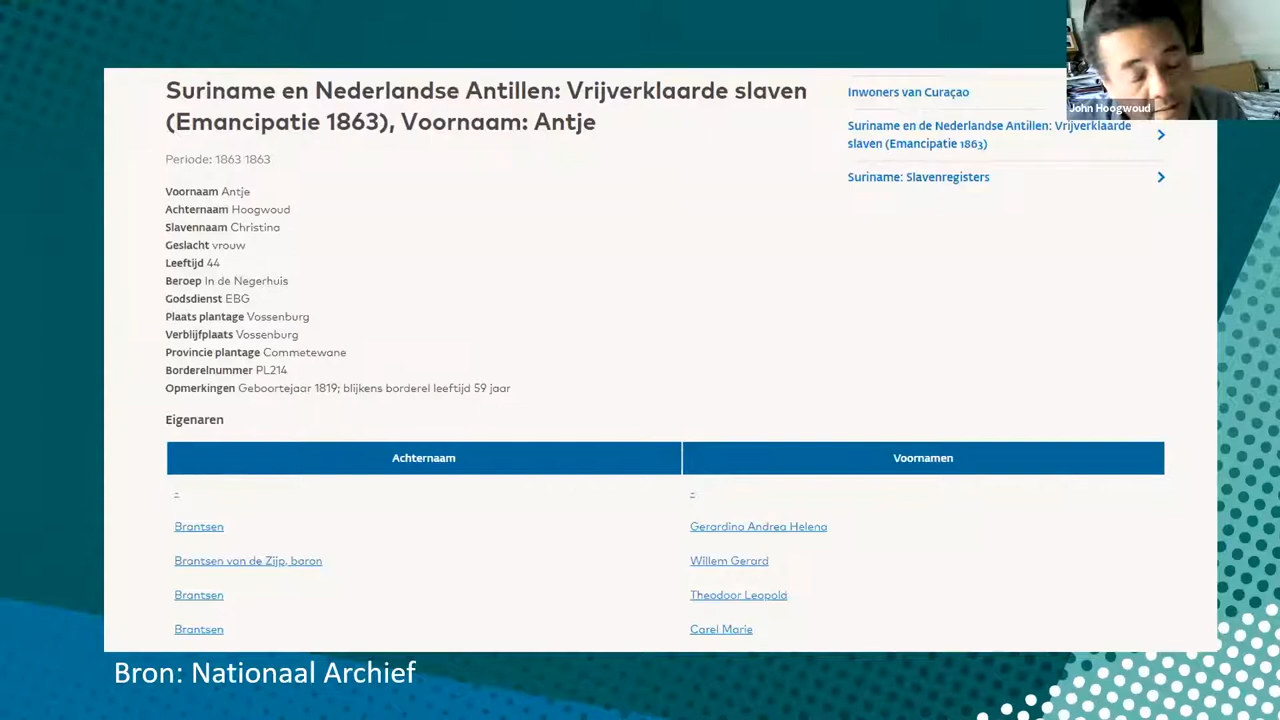 Suriname en Nederlandse Antillen: Vrijverklaarde slaven
(Emancipatie 1863), Voornaam: Antje
Periode: 1863 1863
Voornaam Antje
Achternaam Hoogwoud
Slavennaam Christina
Geslacht vrouw
Leeftijd 44
Beroep In de Negerhuis
Godsdienst EBG
Plaats plantage Vossenburg
Verblijfplaats Vossenburg
Provincie plantage Commetewane
Borderelnummer PL214
Opmerkingen Geboortejaar 1819; blijkens borderel leeftijd 59 jaar
Inwoners van Curaçao
Suriname en de Nederlandse Antillen: Vrijverklaarde
slaven (Emancipatie 1863)
Suriname: Slavenregisters
John Hoogwoud
Eigenaren
Achternaam Voornamen
- -
Brantsen Gerardina Andrea Helena
Brantsen van de Zijp, baron Willem Gerard
Brantsen Theodoor Leopold
Brantsen Carel Marie
Bron: Nationaal Archief